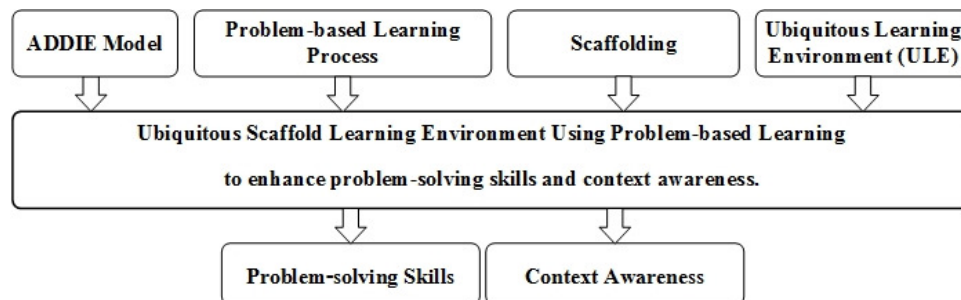 ADDIE Model
Problem-based Learning
Process
Scaffolding
Ubiquitous Learning
Environment (ULE)
Ubiquitous Scaffold Learning Environment Using Problem-based Learning
to enhance problem-solving skills and context awareness.
Problem-solving Skills
Context Awareness